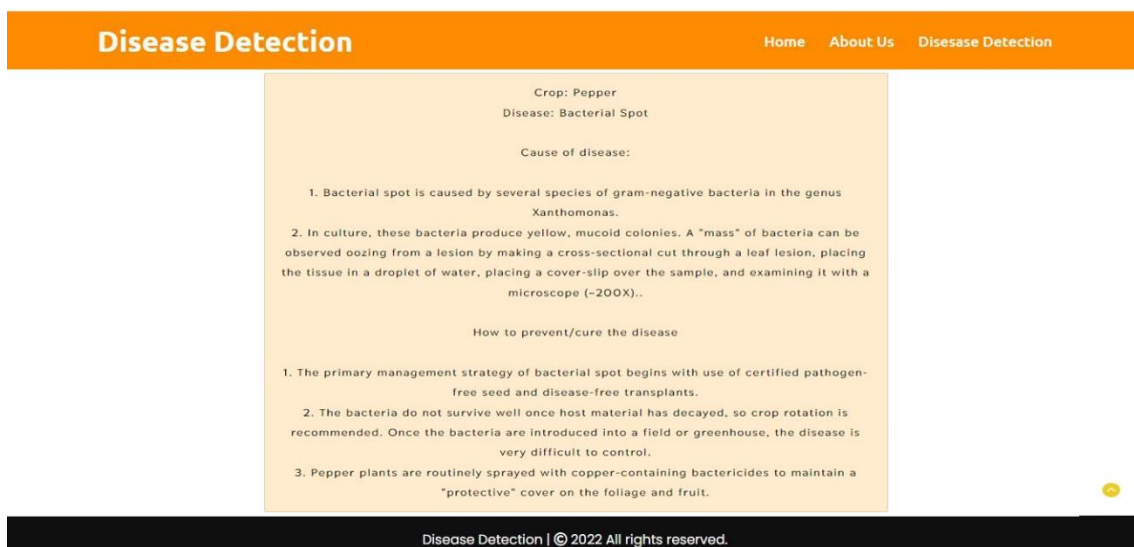 Disease Detection
Home About Us Disesase Detection
Crop: Pepper
Disease: Bacterial Spot
Cause of disease:
1. Bacterial spot is caused by several species of gram-negative bacteria in the genus
Xanthomonas.
2. In culture, these bacteria produce yellow, mucoid colonies. A "mass" of bacteria can be
observed oozing from a lesion by making a cross-sectional cut through a leaf lesion, placing
the tissue in a droplet of water, placing a cover-slip over the sample, and examining it with a
microscope (~200X)..
How to prevent/cure the disease
1. The primary management strategy of bacterial spot begins with use of certified pathogen-
free seed and disease-free transplants.
2. The bacteria do not survive well once host material has decayed, so crop rotation is
recommended. Once the bacteria are introduced into a field or greenhouse, the disease is
very difficult to control.
3. Pepper plants are routinely sprayed with copper-containing bactericides to maintain a
"protective" cover on the foliage and fruit.
Disease Detection | © 2022 All rights reserved.